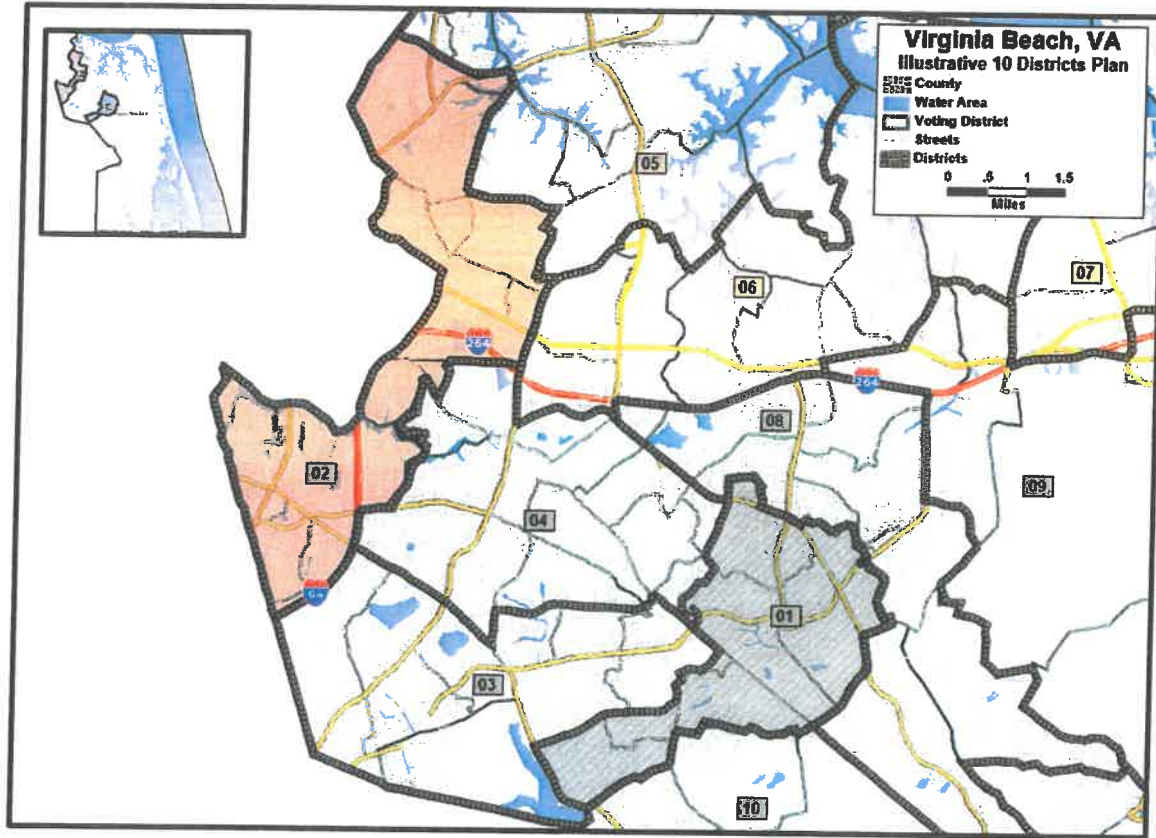 Virginia Beach, VA
Illustrative 10 Districts Plan
County
Water Area
Voting District
Streets
Districts
0 .5 1 1.5
Miles
05
07
06
264
264
08
02
09
04
64
01
03
10